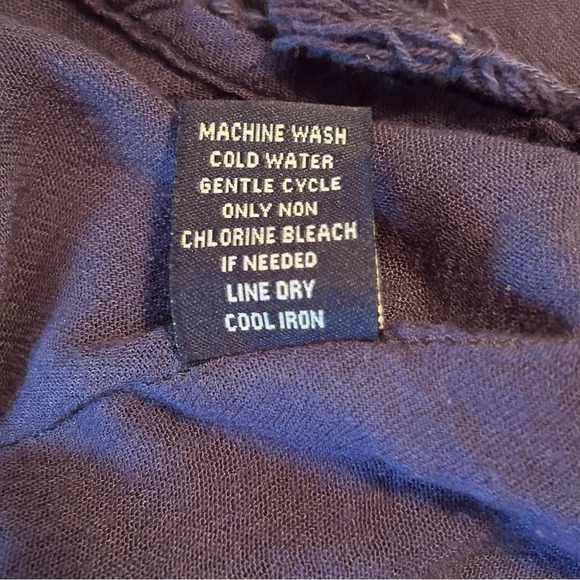 MACHINE WASH
COLD WATER
GENTLE CYCLE
ONLY NON
CHLORINE BLEACH
IF NEEDED
LINE DRY
COOL IRON